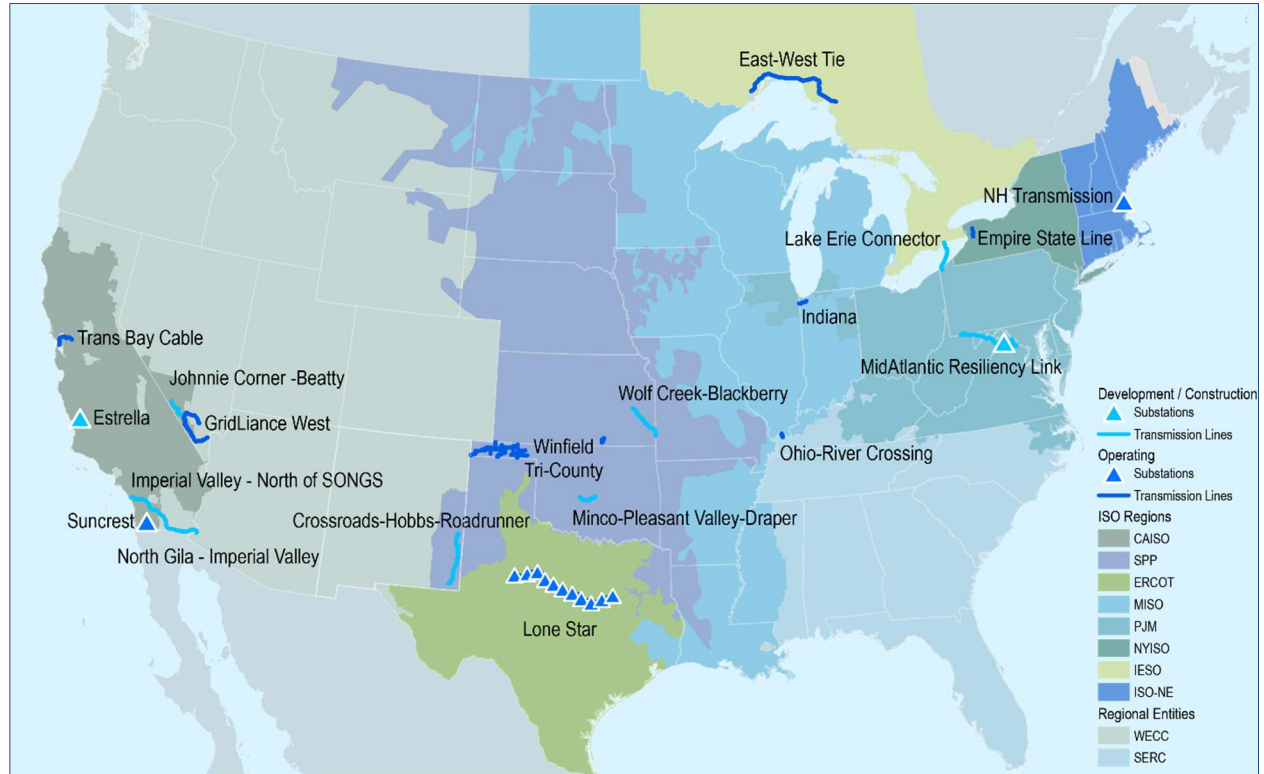 East-West Tie
NH Transmission
Lake Erie Connector
Empire State Line
Indiana
Trans Bay Cable
MidAtlantic Resiliency Link
Johnnie Corner -Beatty
Wolf Creek-Blackberry
Estrella
GridLiance West
Winfield
Ohio-River Crossing
Tri-County
Imperial Valley - North of SONGS
Suncrest
Crossroads-Hobbs-Roadrunner
Minco-Pleasant Valley-Draper
North Gila - Imperial Valley
Lone Star
Development / Construction
Substations
Transmission Lines
Operating
Substations
Transmission Lines
ISO Regions
CAISO
SPP
ERCOT
MISO
PJM
NYISO
IESO
ISO-NE
Regional Entities
WECC
SERC